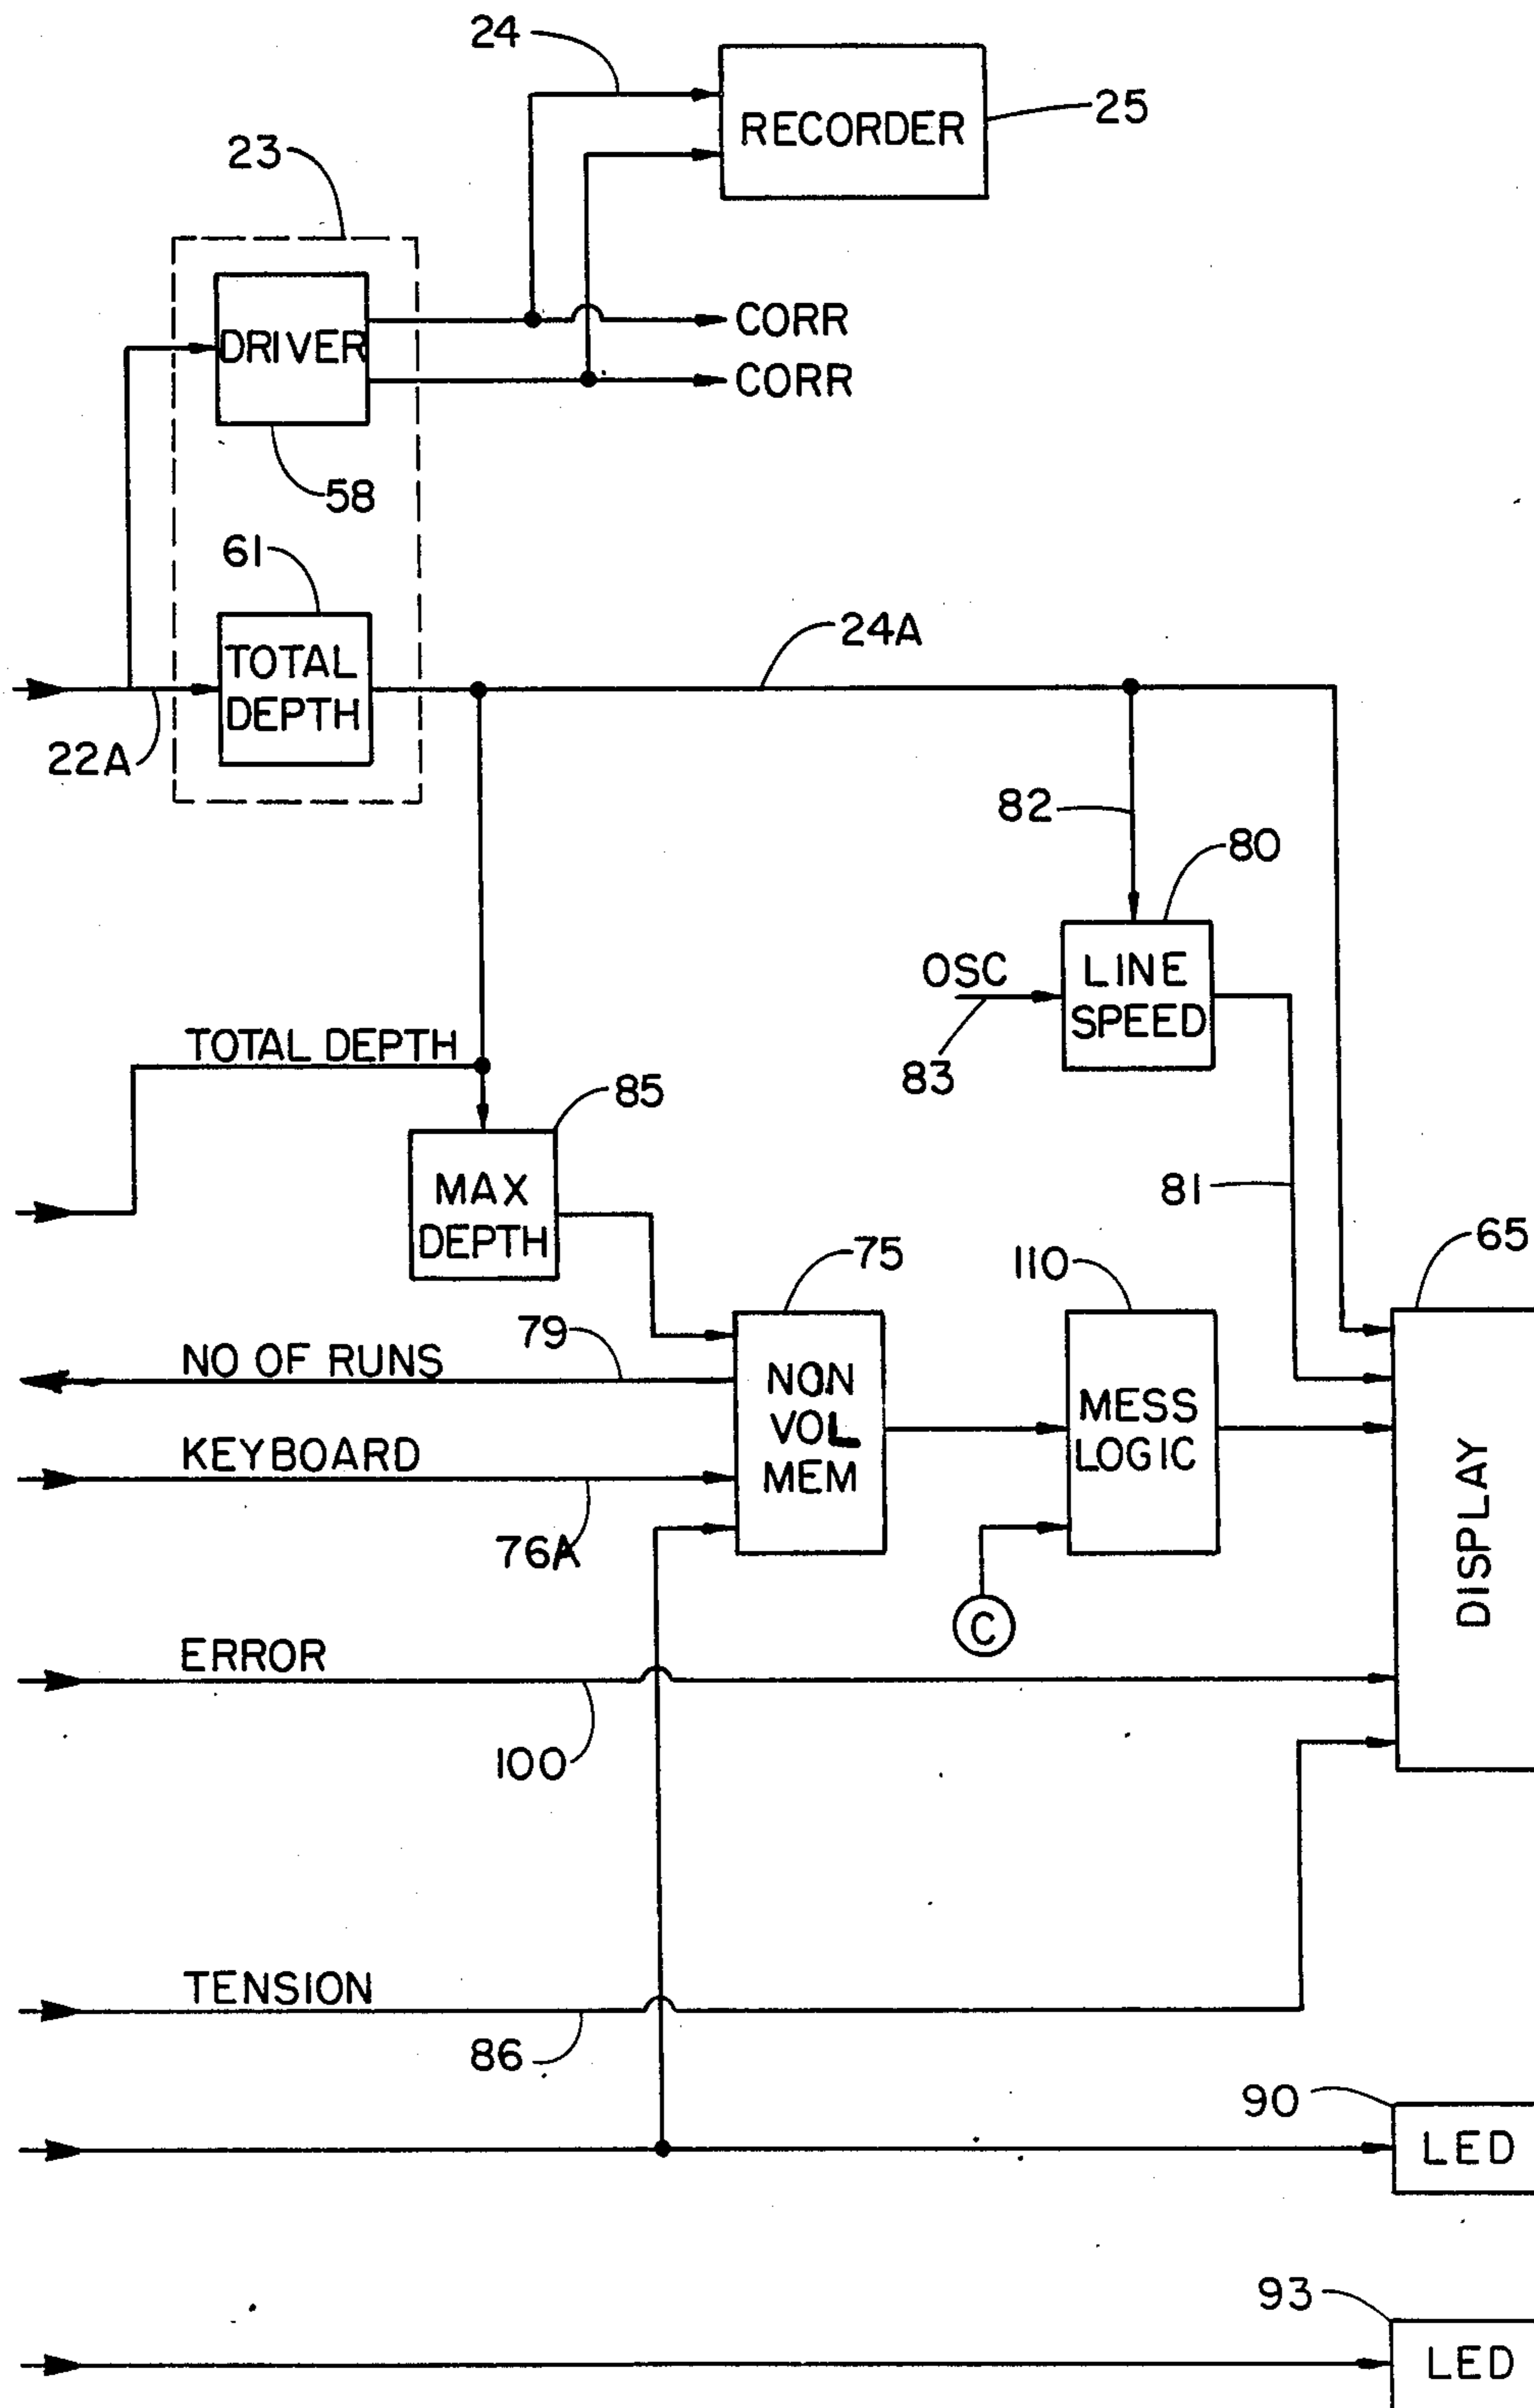 24
RECORDER
25
23
DRIVER
CORR
CORR
58
61
TOTAL
DEPTH
24A
22A
82
80
OSC
LINE
SPEED
83
TOTAL DEPTH
85
MAX
DEPTH
81
65
75
110
79
NO OF RUNS
NON
VOL
MEM
MESS
LOGIC
KEYBOARD
76A
DISPLAY
C
ERROR
100
TENSION
86
90
LED
93
LED